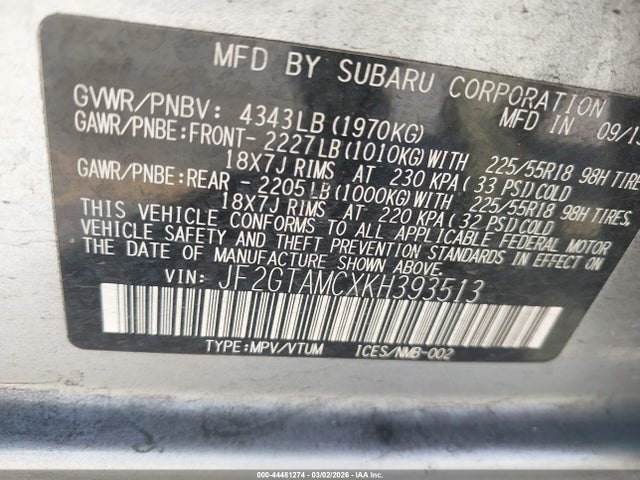 MFD BY SUBARU CORPORATION
GVWR/PNBV: 4343LB(1970KG) MFD IN 09/1
GAWR/PNBE:FRONT- 2227LB(1010KG)WITH 225/55R18 98H TIRES
18X7J RIMS AT 230 KPA(33 PSI)COLD
GAWR/PNBE:REAR - 2205LB(1000KG)WITH 225/55R18 98H TIRES,
18X7J RIMS AT 220 KPA(32 PSI)COLD
THIS VEHICLE CONFORMS TO ALL APPLICABLE FEDERAL MOTOR
VEHICLE SAFETY AND THEFT PREVENTION STANDARDS IN EFFECT
THE DATE OF MANUFACTURE
VIN: JF2GTAMCXKH393513
TYPE:MPV/VTUM ICES/NMB-002
000-44481274 | 03/02/2026 | IAA Inc.